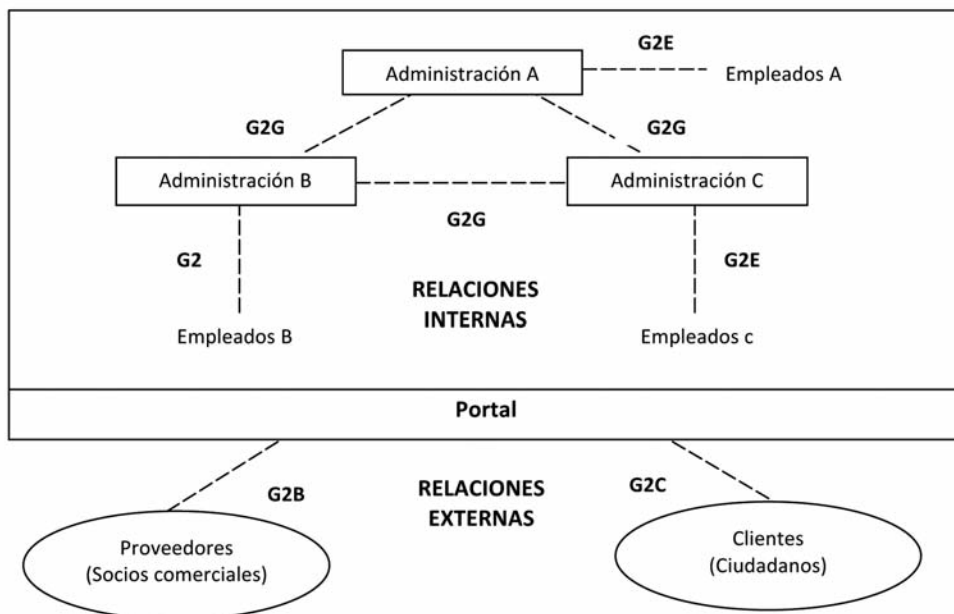 G2E
Administración A
Empleados A
G2G
G2G
Administración B
Administración C
G2G
G2
G2E
RELACIONES
INTERNAS
Empleados B
Empleados c
Portal
G2B
RELACIONES
EXTERNAS
G2C
Proveedores
(Socios comerciales)
Clientes
(Ciudadanos)